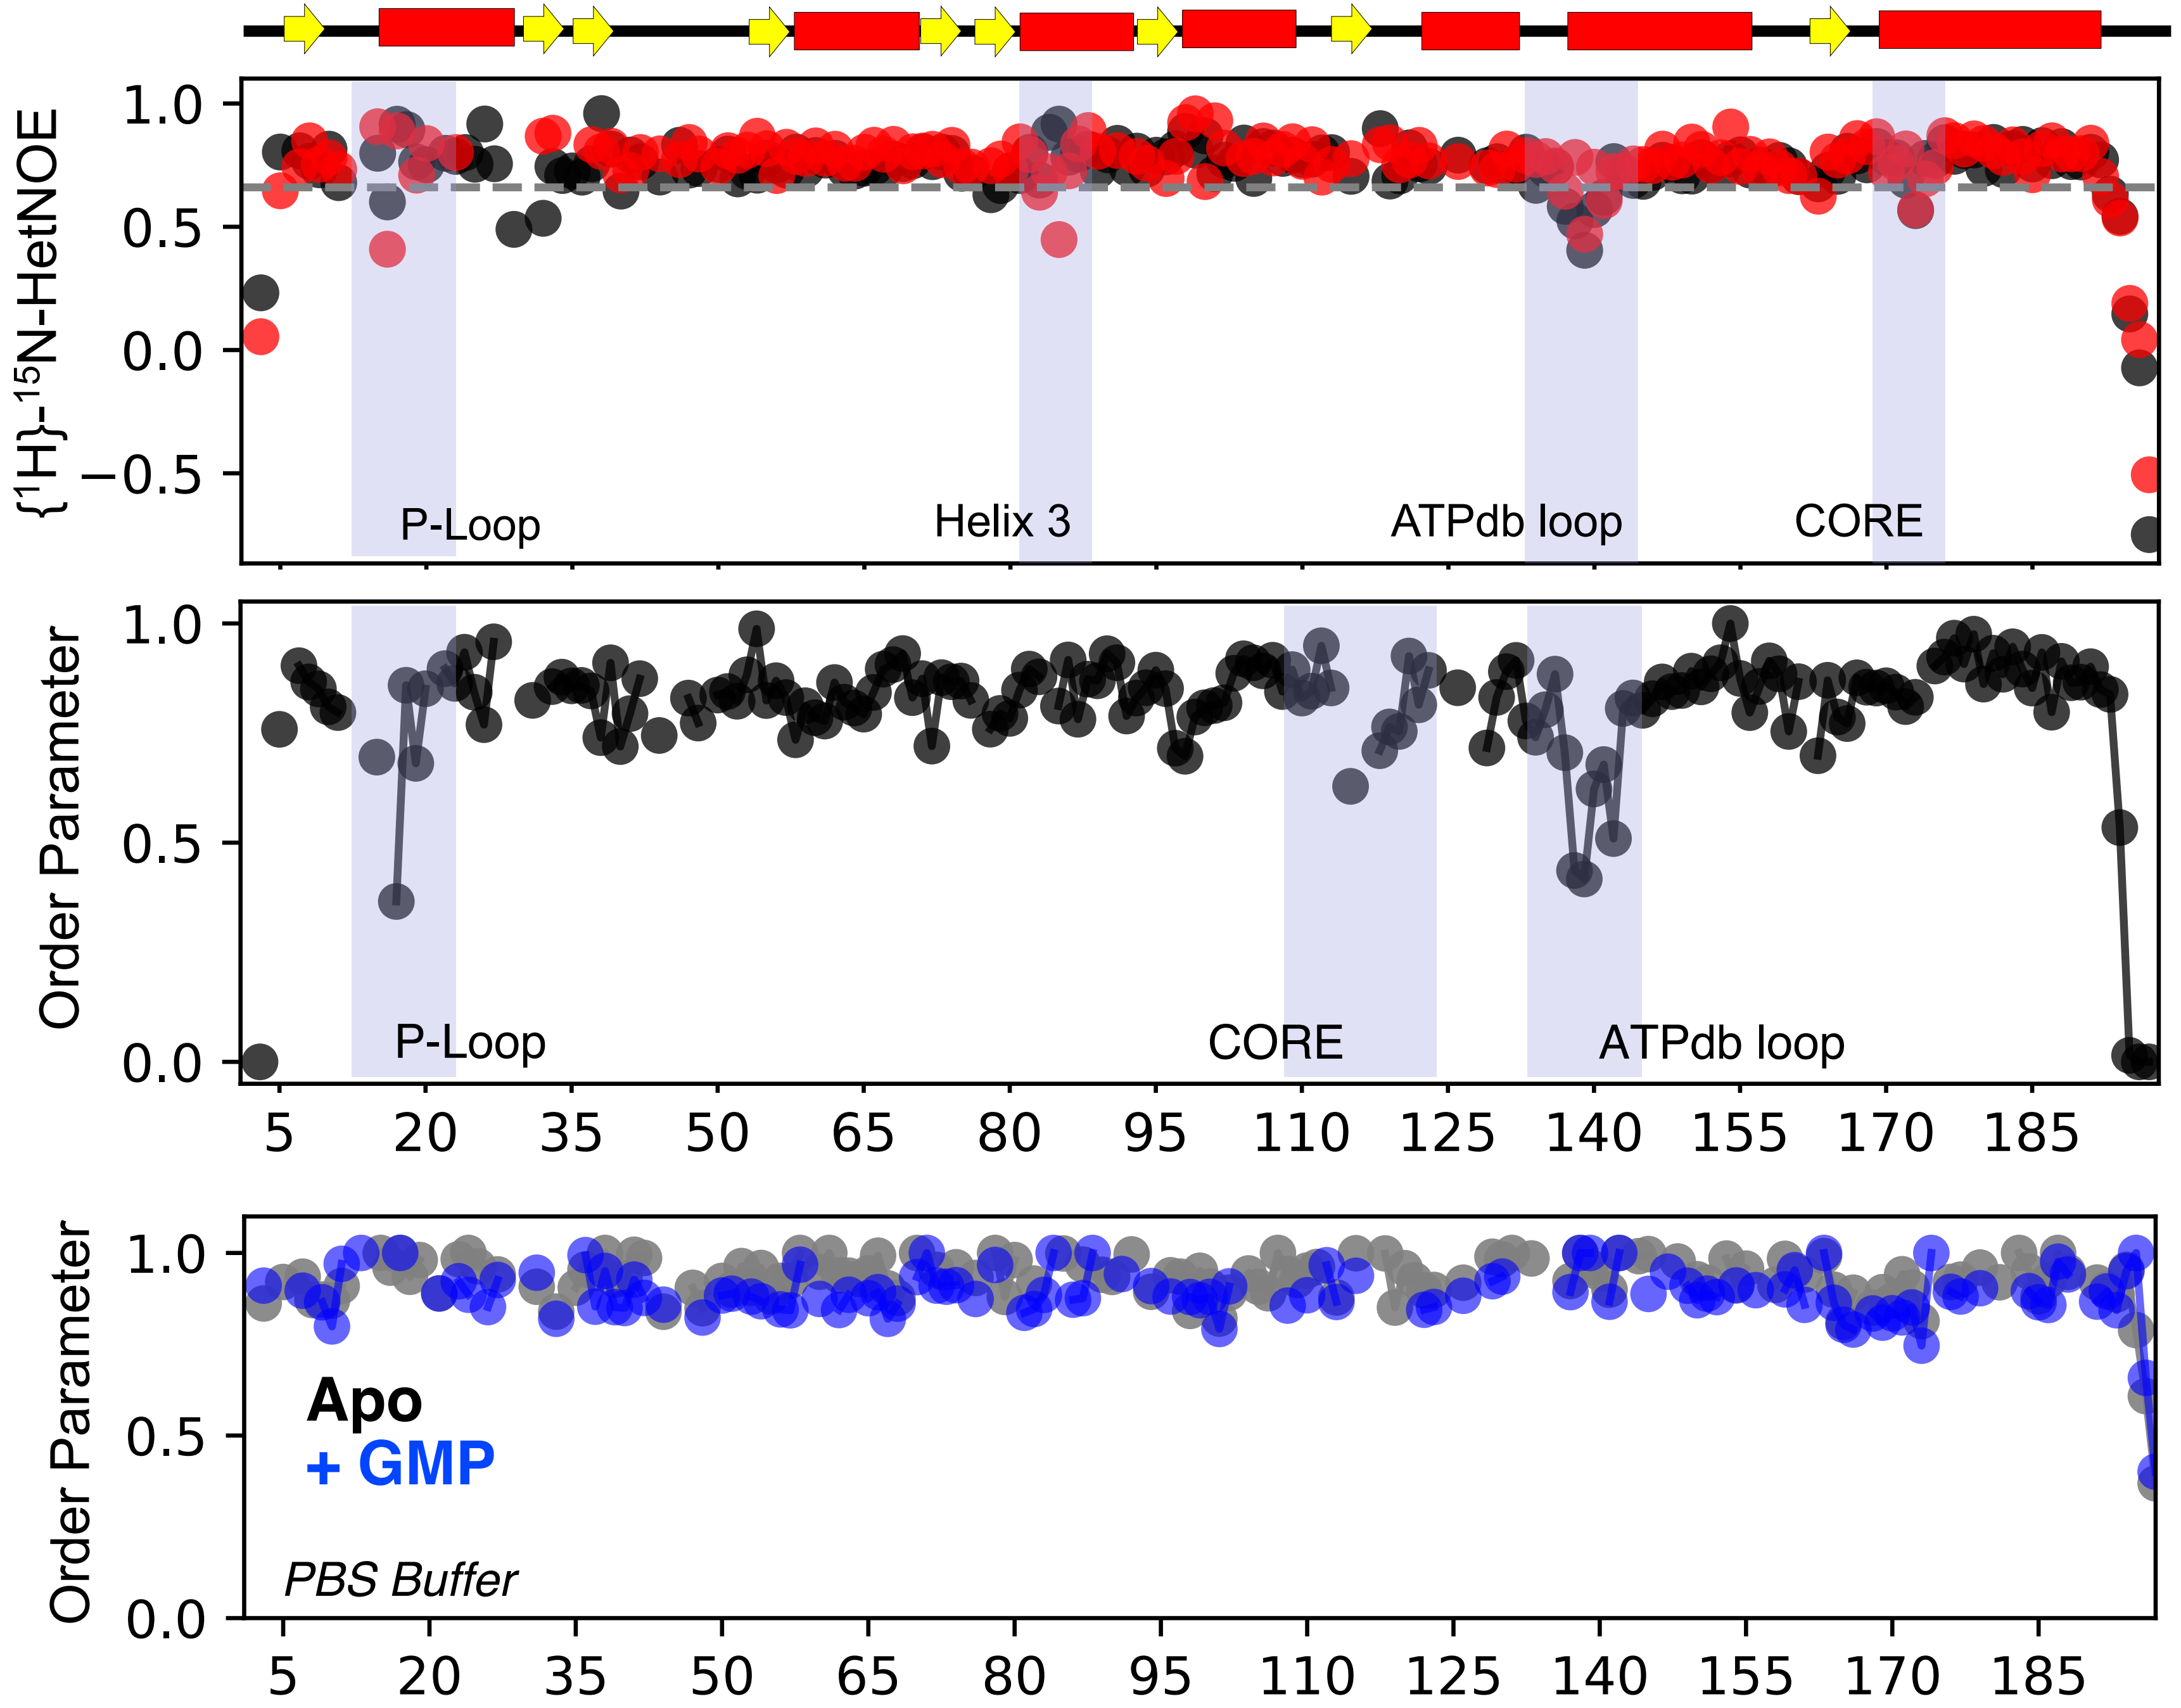 {¹H}-¹⁵N-HetNOE
1.0
0.5
0.0
−0.5
P-Loop
Helix 3
ATPdb loop
CORE
Order Parameter
1.0
0.5
0.0
P-Loop
CORE
ATPdb loop
5 20 35 50 65 80 95 110 125 140 155 170 185
Order Parameter
1.0
0.5
0.0
Apo
+ GMP
PBS Buffer
5 20 35 50 65 80 95 110 125 140 155 170 185